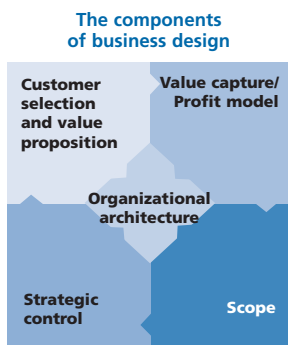 The components
of business design
Customer
selection
and value
proposition
Value capture/
Profit model
Organizational
architecture
Strategic
control
Scope